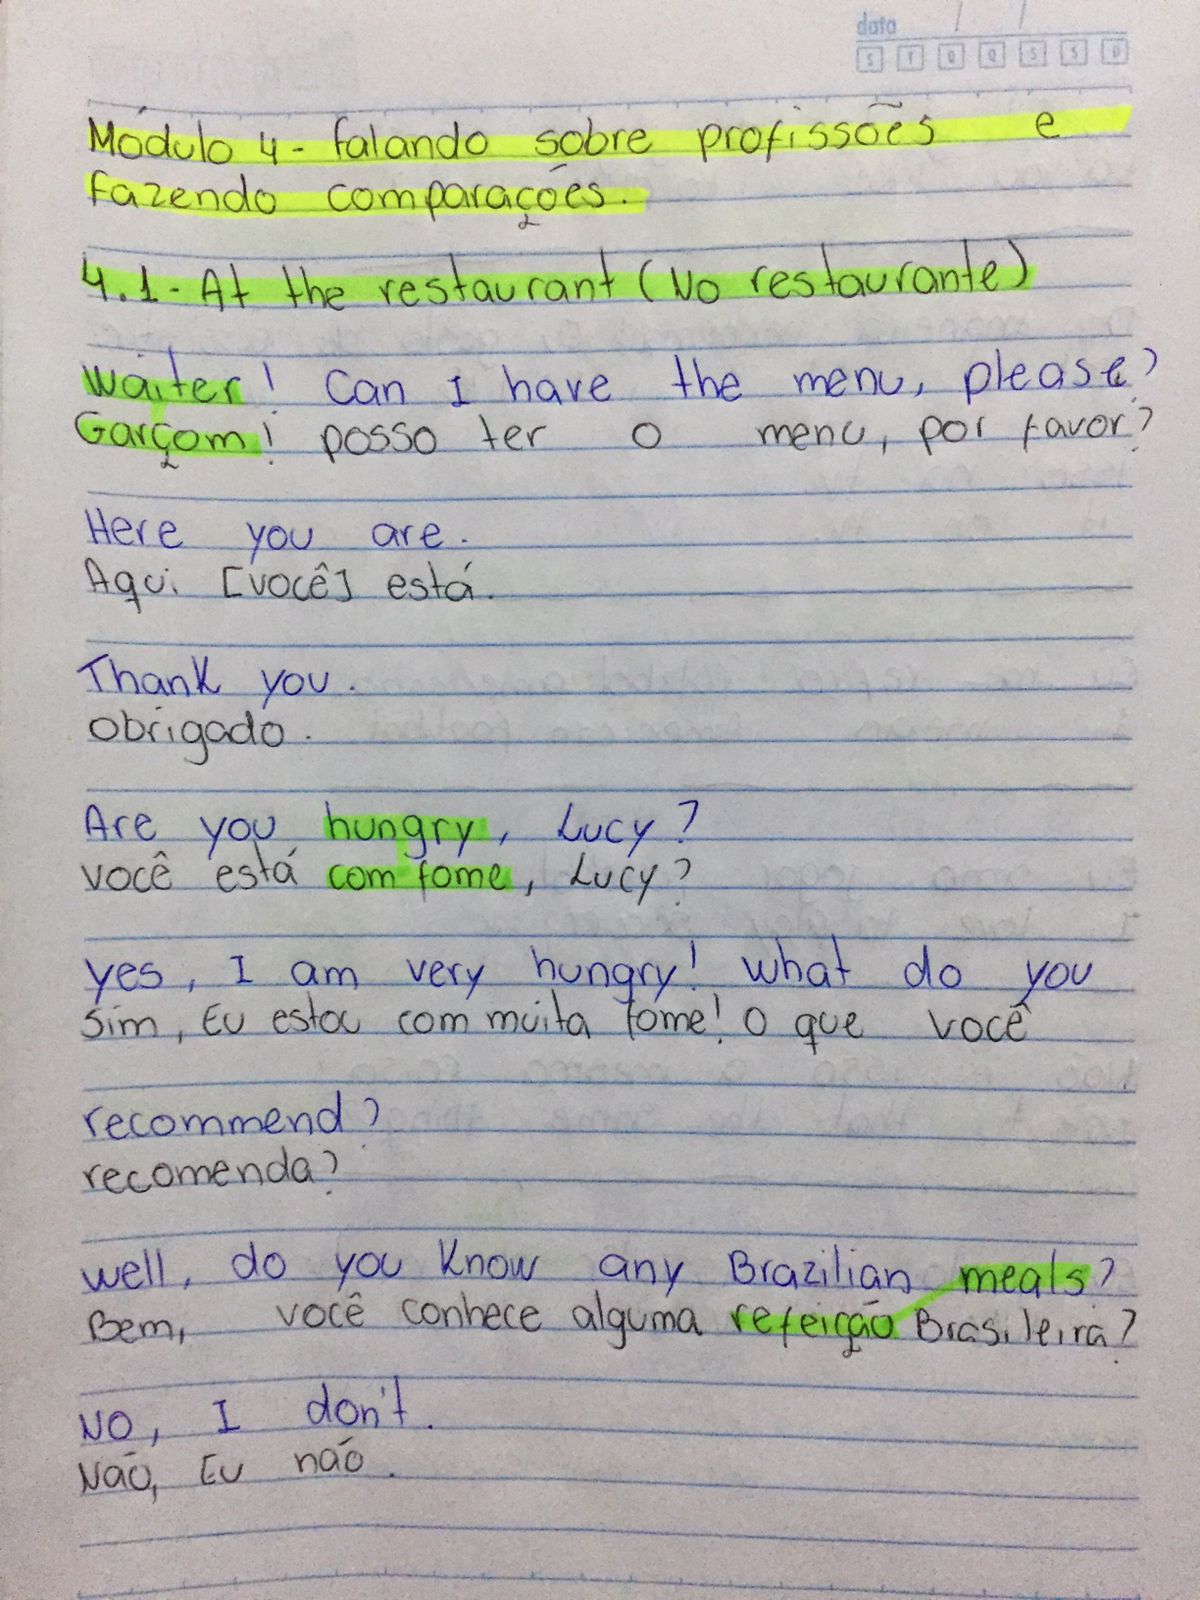 data / /
S T Q Q S S D
Módulo 4 - falando sobre profissões e
fazendo comparações.
4.1 - At the restaurant (No restaurante)
Waiter! Can I have the menu, please?
Garçom! posso ter o menu, por favor?
Here you are.
Aqui [você] está.
Thank you.
obrigado.
Are you hungry, Lucy?
você está com fome, Lucy?
yes, I am very hungry! what do you
Sim, Eu estou com muita fome! O que você
recommend?
recomenda?
well, do you know any Brazilian meals?
Bem, você conhece alguma refeição Brasileira?
No, I don't.
Não, Eu não.